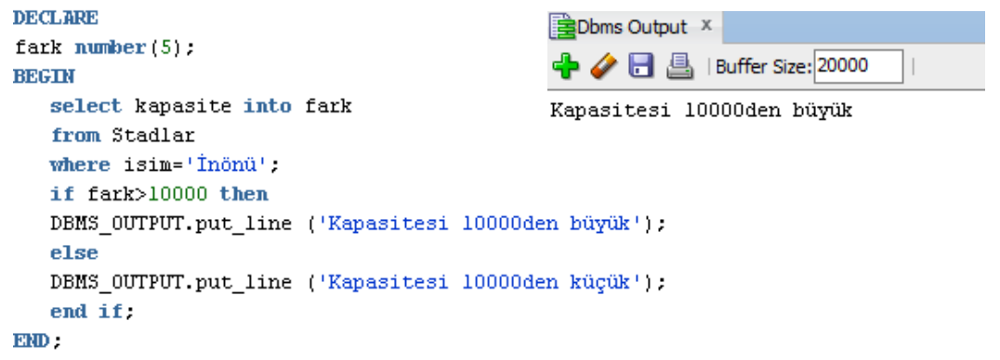 DECLARE
fark number(5);
BEGIN
select kapasite into fark
from Stadlar
where isim='İnönü';
if fark>10000 then
DBMS_OUTPUT.put_line ('Kapasitesi 10000den büyük');
else
DBMS_OUTPUT.put_line ('Kapasitesi 10000den küçük');
end if;
END;
Dbms Output x
Buffer Size: 20000
Kapasitesi 10000den büyük